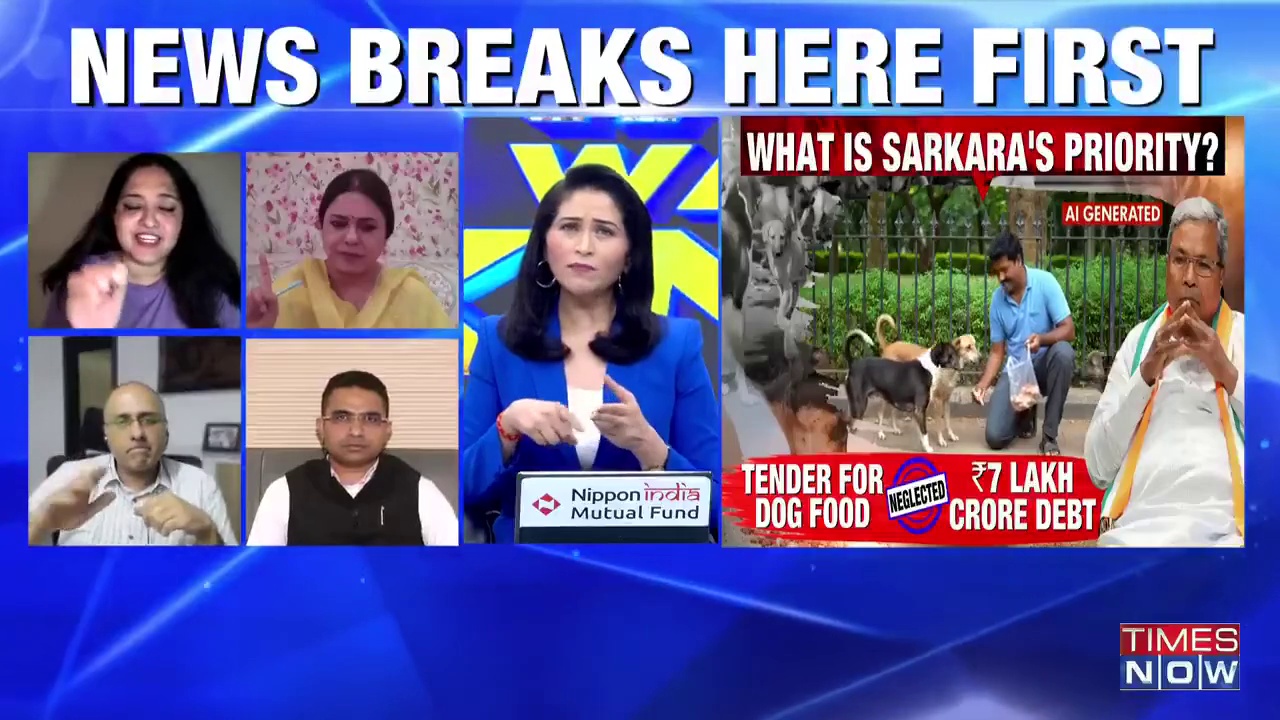 NEWS BREAKS HERE FIRST
WHAT IS SARKARA'S PRIORITY?
AI GENERATED
Nippon india
Mutual Fund
TENDER FOR
DOG FOOD
NEGLECTED
₹7 LAKH
CRORE DEBT
TIMES
NOW